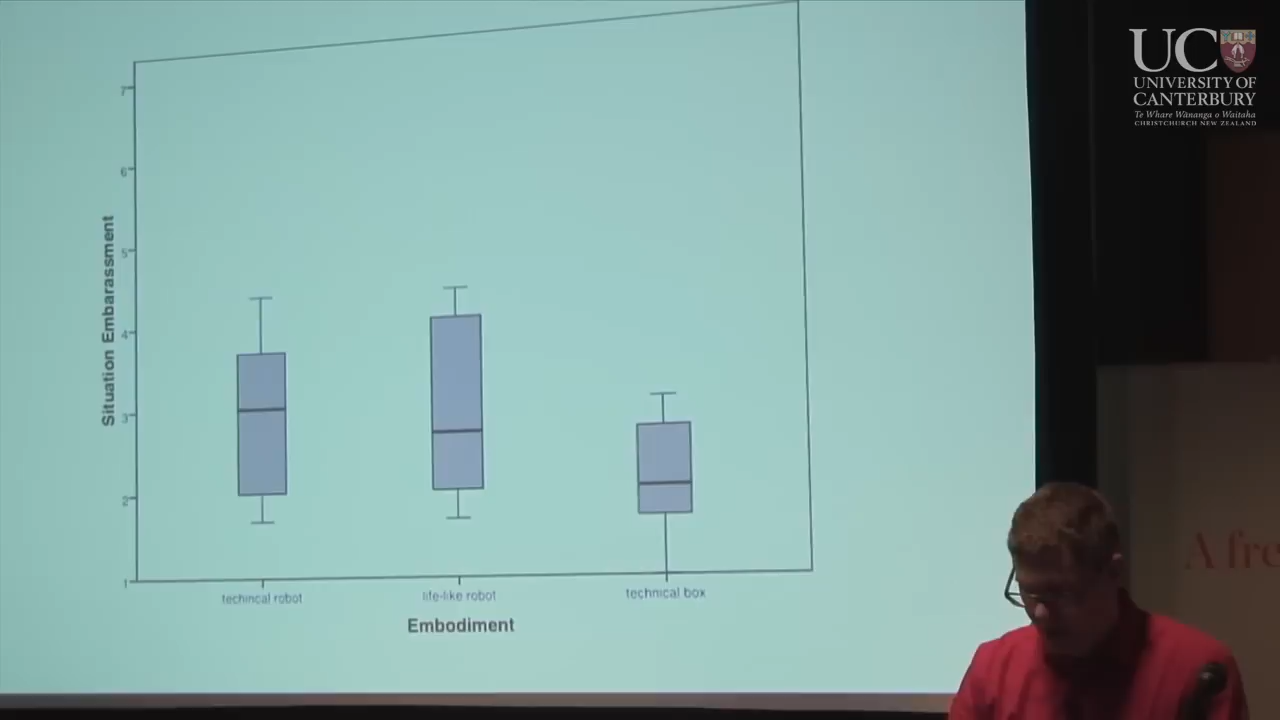 UC
UNIVERSITY OF
CANTERBURY
Te Whare Wānanga o Waitaha
CHRISTCHURCH NEW ZEALAND
7
6
5
4
3
2
1
Situation Embarassment
techincal robot
life-like robot
technical box
Embodiment
A fre